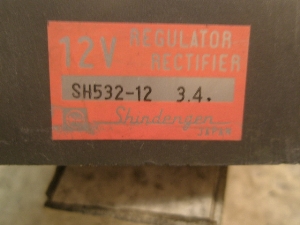 12V REGULATOR
RECTIFIER
SH532-12 3.4.
Shindengen
JAPAN